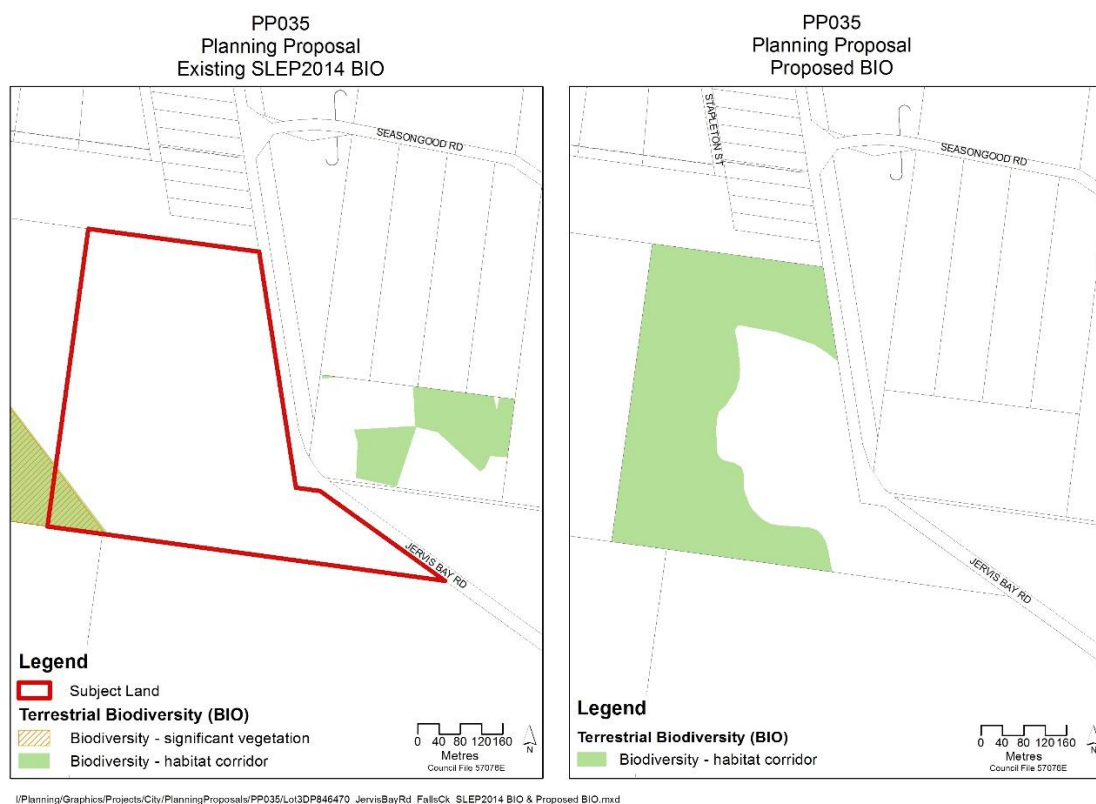 PP035
Planning Proposal
Existing SLEP2014 BIO
SEASONGOOD RD
JERVIS BAY RD
Legend
Subject Land
Terrestrial Biodiversity (BIO)
Biodiversity - significant vegetation
Biodiversity - habitat corridor
0 40 80 120 160
Metres
Council File 57076E
N
PP035
Planning Proposal
Proposed BIO
STAPLETON ST
SEASONGOOD RD
JERVIS BAY RD
Legend
Terrestrial Biodiversity (BIO)
Biodiversity - habitat corridor
0 40 80 120 160
Metres
Council File 57076E
N
I/Planning/Graphics/Projects/City/PlanningProposals/PP035/Lot3DP846470_JervisBayRd_FallsCk_SLEP2014 BIO & Proposed BIO.mxd